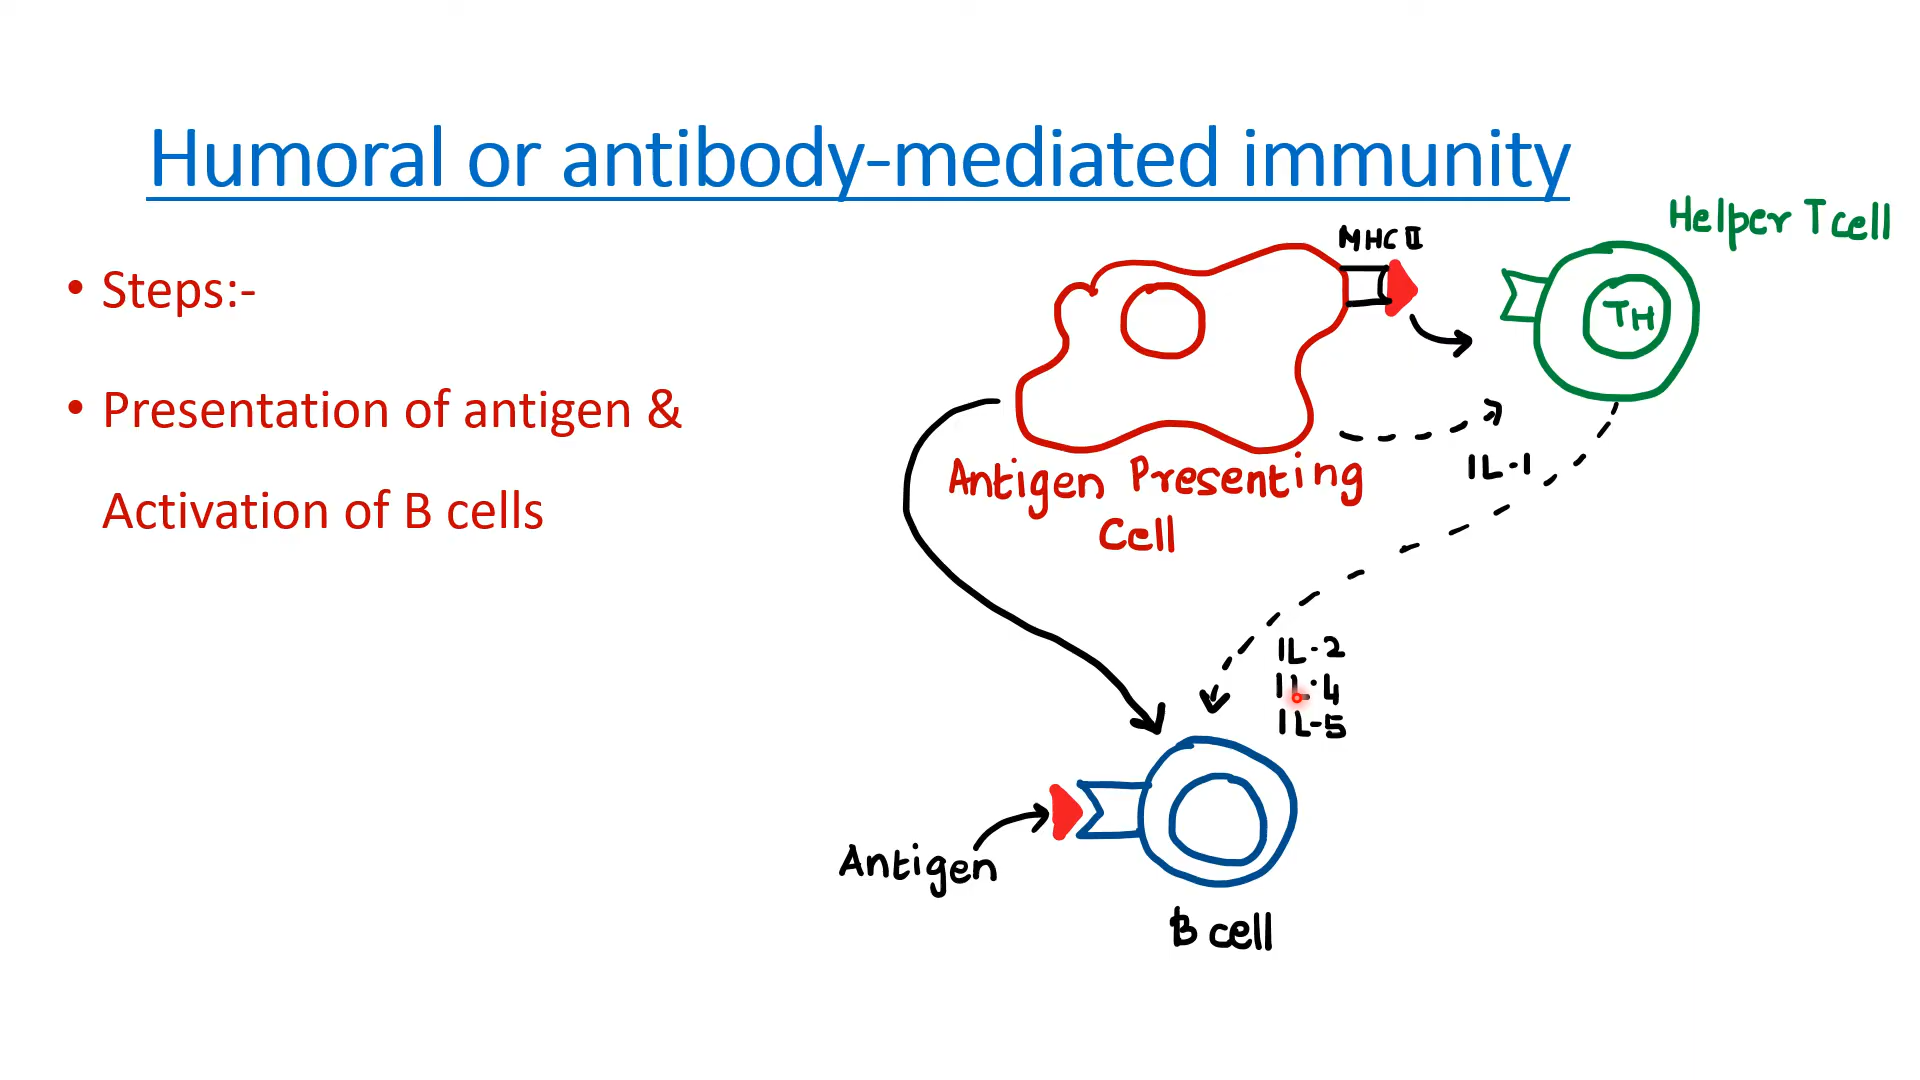 Humoral or antibody-mediated immunity
• Steps:-
• Presentation of antigen &
Activation of B cells
MHC II
Helper T cell
TH
IL-1
Antigen Presenting
Cell
IL-2
IL-4
IL-5
Antigen
B cell